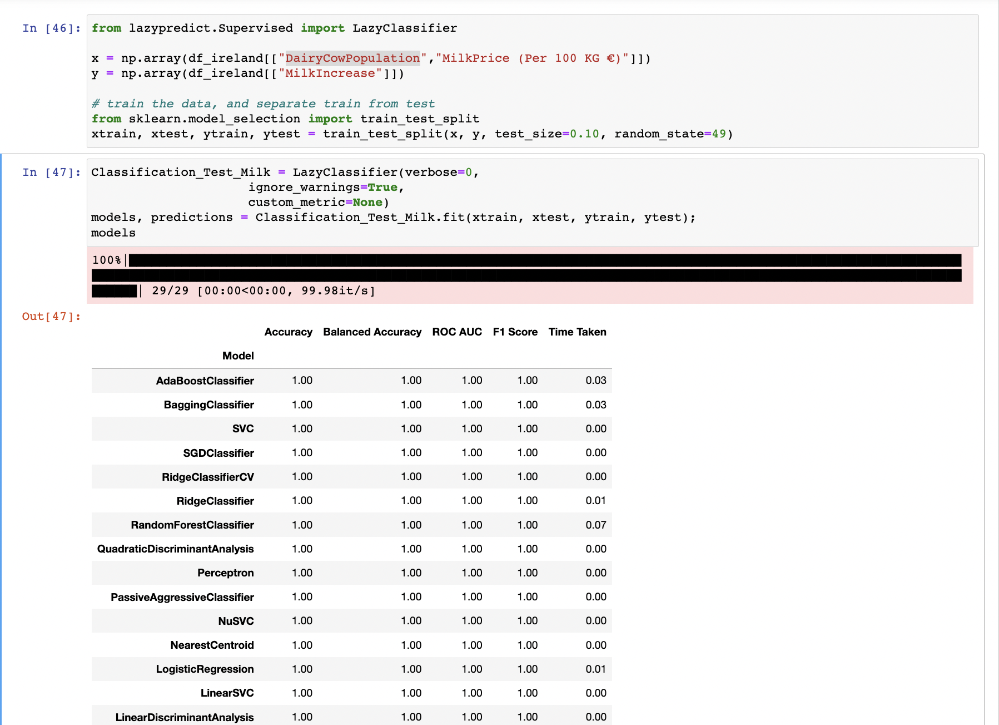 In [46]: from lazypredict.Supervised import LazyClassifier
x = np.array(df_ireland[["DairyCowPopulation","MilkPrice (Per 100 KG €)"]])
y = np.array(df_ireland[["MilkIncrease"]])
# train the data, and separate train from test
from sklearn.model_selection import train_test_split
xtrain, xtest, ytrain, ytest = train_test_split(x, y, test_size=0.10, random_state=49)
In [47]: Classification_Test_Milk = LazyClassifier(verbose=0,
ignore_warnings=True,
custom_metric=None)
models, predictions = Classification_Test_Milk.fit(xtrain, xtest, ytrain, ytest);
models
100%|
| 29/29 [00:00<00:00, 99.98it/s]
Out[47]:
Accuracy Balanced Accuracy ROC AUC F1 Score Time Taken
Model
AdaBoostClassifier 1.00 1.00 1.00 1.00 0.03
BaggingClassifier 1.00 1.00 1.00 1.00 0.03
SVC 1.00 1.00 1.00 1.00 0.00
SGDClassifier 1.00 1.00 1.00 1.00 0.00
RidgeClassifierCV 1.00 1.00 1.00 1.00 0.00
RidgeClassifier 1.00 1.00 1.00 1.00 0.01
RandomForestClassifier 1.00 1.00 1.00 1.00 0.07
QuadraticDiscriminantAnalysis 1.00 1.00 1.00 1.00 0.00
Perceptron 1.00 1.00 1.00 1.00 0.00
PassiveAggressiveClassifier 1.00 1.00 1.00 1.00 0.00
NuSVC 1.00 1.00 1.00 1.00 0.00
NearestCentroid 1.00 1.00 1.00 1.00 0.00
LogisticRegression 1.00 1.00 1.00 1.00 0.01
LinearSVC 1.00 1.00 1.00 1.00 0.00
LinearDiscriminantAnalysis 1.00 1.00 1.00 1.00 0.00